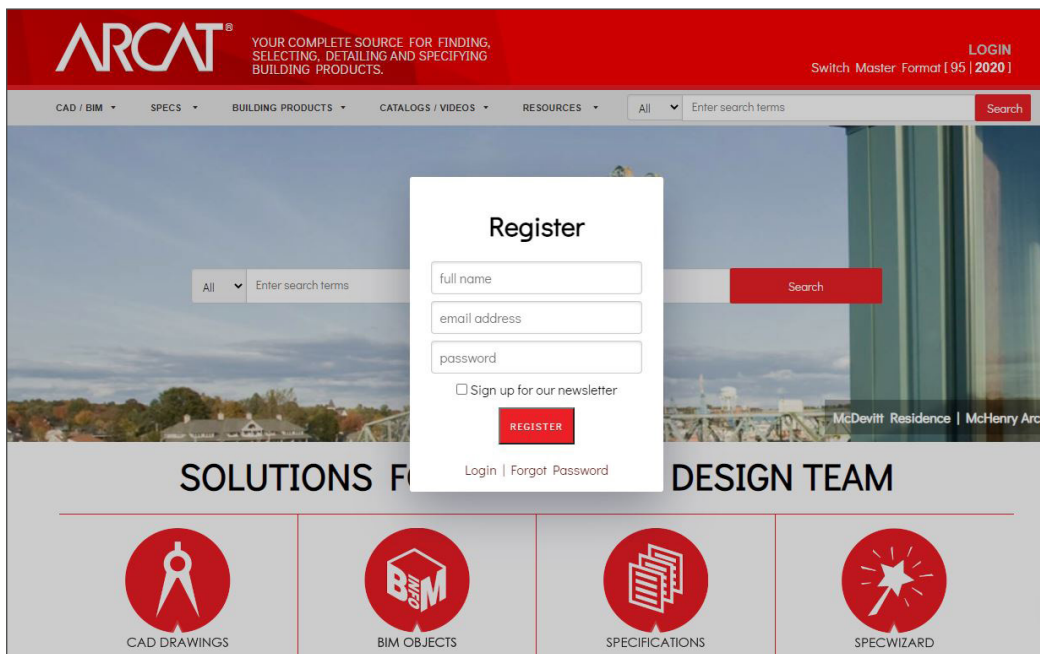 ARCAT®
YOUR COMPLETE SOURCE FOR FINDING,
SELECTING, DETAILING AND SPECIFYING
BUILDING PRODUCTS.
LOGIN
Switch Master Format [ 95 | 2020 ]
CAD / BIM
SPECS
BUILDING PRODUCTS
CATALOGS / VIDEOS
RESOURCES
All
Enter search terms
Search
All
Enter search terms
Search
Register
full name
email address
password
Sign up for our newsletter
REGISTER
Login | Forgot Password
McDevitt Residence | McHenry Arc
SOLUTIONS F DESIGN TEAM
CAD DRAWINGS
BIM INFO
BIM OBJECTS
SPECIFICATIONS
SPECWIZARD